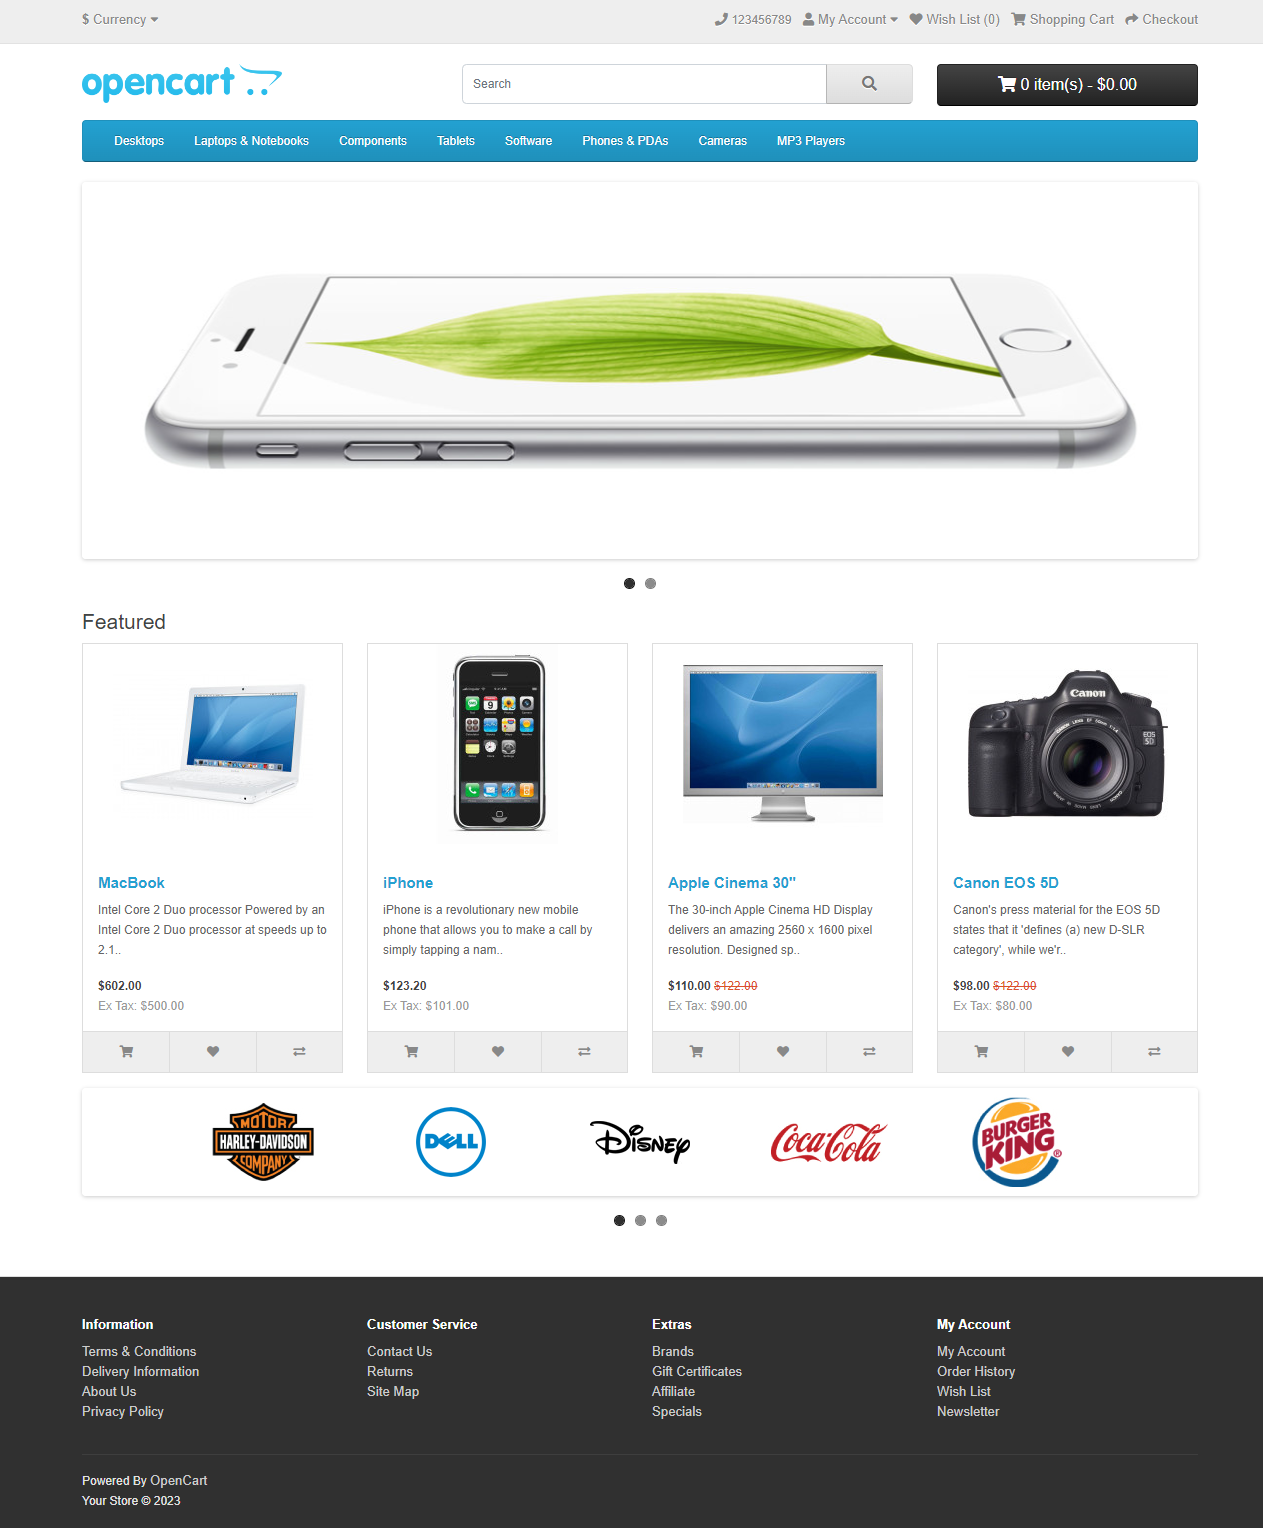 $ Currency
123456789 My Account Wish List (0) Shopping Cart Checkout
opencart
Search
0 item(s) - $0.00
Desktops Laptops & Notebooks Components Tablets Software Phones & PDAs Cameras MP3 Players
Featured
Canon
EOS
5D
MacBook
Intel Core 2 Duo processor Powered by an
Intel Core 2 Duo processor at speeds up to
2.1..
$602.00
Ex Tax: $500.00
iPhone
iPhone is a revolutionary new mobile
phone that allows you to make a call by
simply tapping a nam..
$123.20
Ex Tax: $101.00
Apple Cinema 30"
The 30-inch Apple Cinema HD Display
delivers an amazing 2560 x 1600 pixel
resolution. Designed sp..
$110.00 $122.00
Ex Tax: $90.00
Canon EOS 5D
Canon's press material for the EOS 5D
states that it 'defines (a) new D-SLR
category', while we'r..
$98.00 $122.00
Ex Tax: $80.00
MOTOR
HARLEY-DAVIDSON
COMPANY
DELL
Disney
Coca-Cola
BURGER
KING
Information
Terms & Conditions
Delivery Information
About Us
Privacy Policy
Customer Service
Contact Us
Returns
Site Map
Extras
Brands
Gift Certificates
Affiliate
Specials
My Account
My Account
Order History
Wish List
Newsletter
Powered By OpenCart
Your Store © 2023